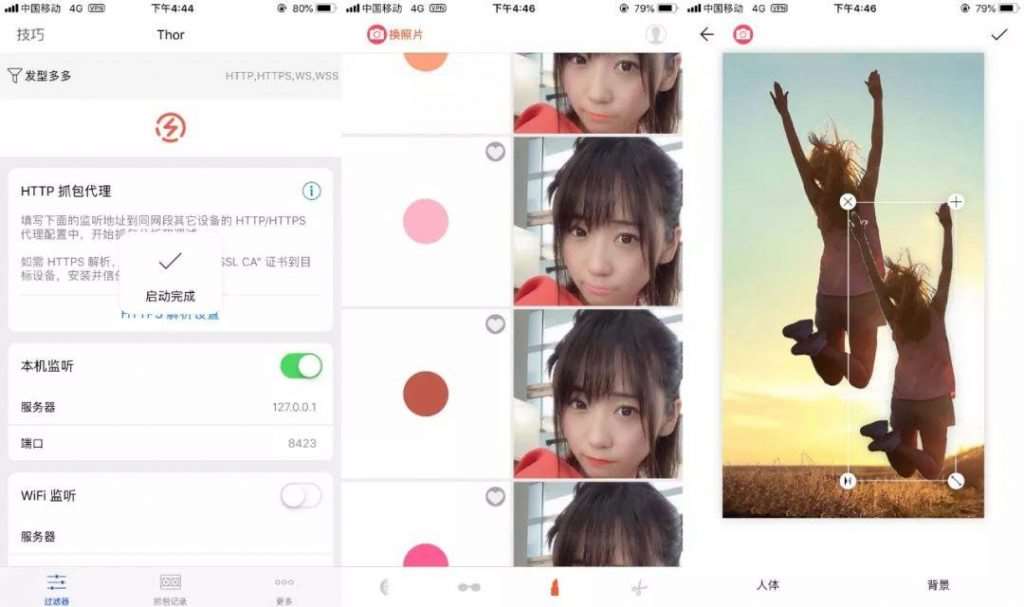 中国移动 4G VPN 下午4:44 80%
技巧 Thor
发型多多 HTTP,HTTPS,WS,WSS
HTTP 抓包代理
填写下面的监听地址到同网段其它设备的 HTTP/HTTPS
代理配置中，开始抓包
如需 HTTPS 解析， SSL CA" 证书到目
标设备，安装并信
启动完成
HTTPS 解析设置
本机监听
服务器 127.0.0.1
端口 8423
WiFi 监听
服务器
过滤器 抓包记录 更多
中国移动 4G VPN 下午4:46 79%
换照片
中国移动 4G VPN 下午4:46 79%
人体 背景